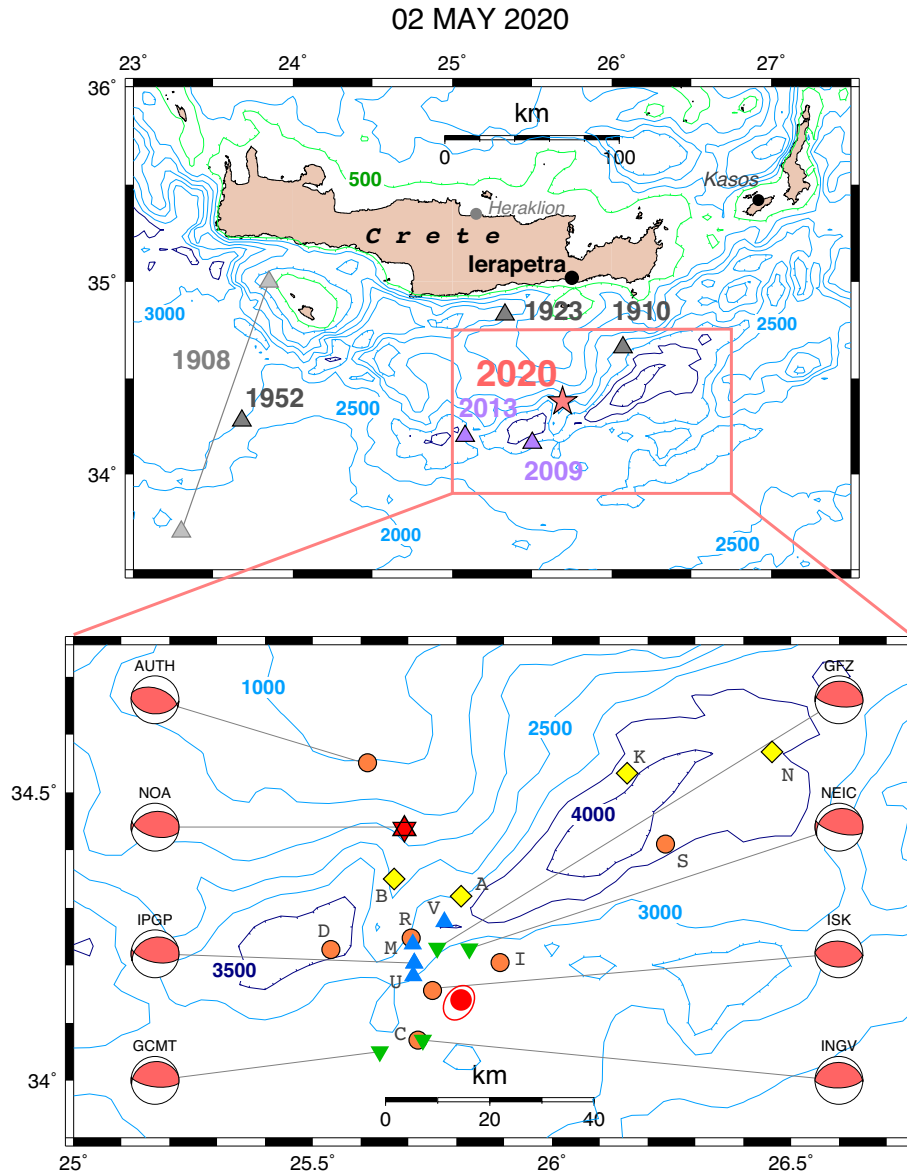 02 MAY 2020
23° 24° 25° 26° 27°
36°
km
0 100
500
Kasos
Heraklion
Crete
Ierapetra
35°
3000
1923 1910
2500
1908
2020
1952
2500
2013
34°
2009
2000
2500
AUTH GFZ
1000
2500
K
N
34.5°
NOA NEIC
4000
S
B A
V
R
3000
IPGP ISK
D
M
I
3500
U
C
GCMT INGV
km
34°
0 20 40
25° 25.5° 26° 26.5°